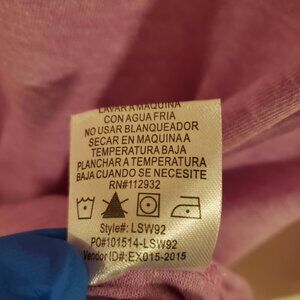 LAVAR A MAQUINA
CON AGUA FRIA
NO USAR BLANQUEADOR
SECAR EN MAQUINA A
TEMPERATURA BAJA
PLANCHAR A TEMPERATURA
BAJA CUANDO SE NECESITE
RN#112932
Style#: LSW92
PO#101514-LSW92
Vendor ID#: EX015-2015